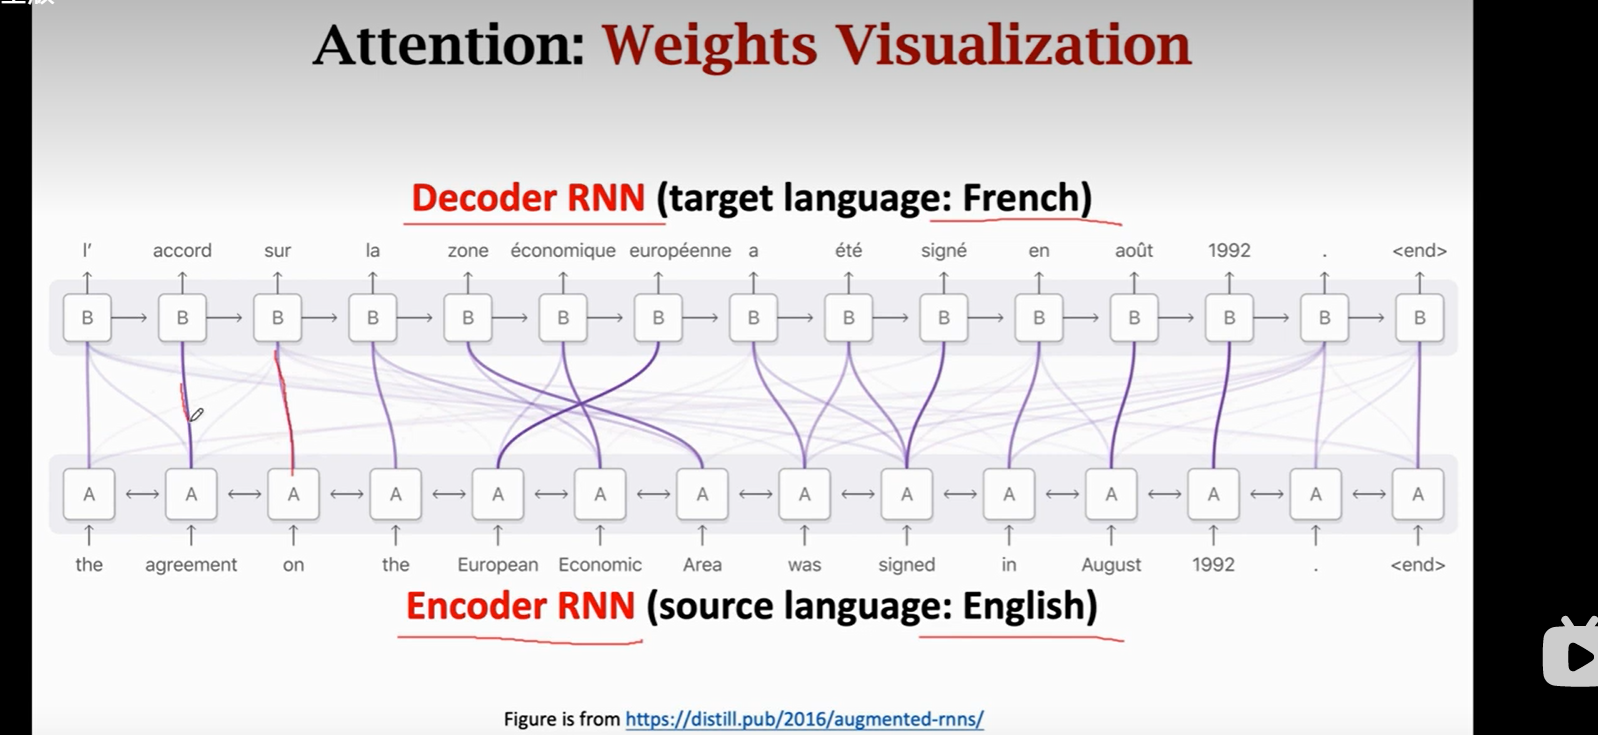 Attention: Weights Visualization
Decoder RNN (target language: French)
l’ accord sur la zone économique européenne a été signé en août 1992 . <end>
B B B B B B B B B B B B B B B
A A A A A A A A A A A A A A
the agreement on the European Economic Area was signed in August 1992 . <end>
Encoder RNN (source language: English)
Figure is from https://distill.pub/2016/augmented-rnns/